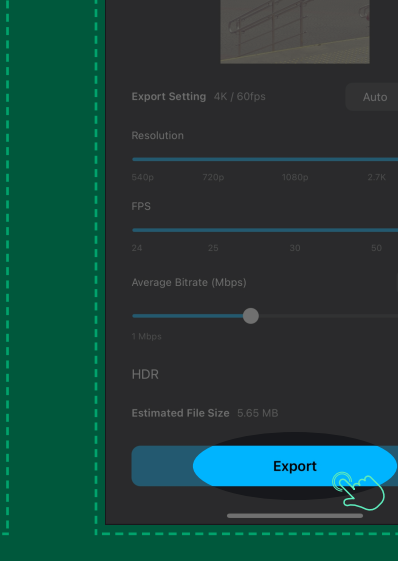 Export Setting 4K / 60fps Auto
Resolution
540p 720p 1080p 2.7K
FPS
24 25 30 50
Average Bitrate (Mbps)
1 Mbps
HDR
Estimated File Size 5.65 MB
Export